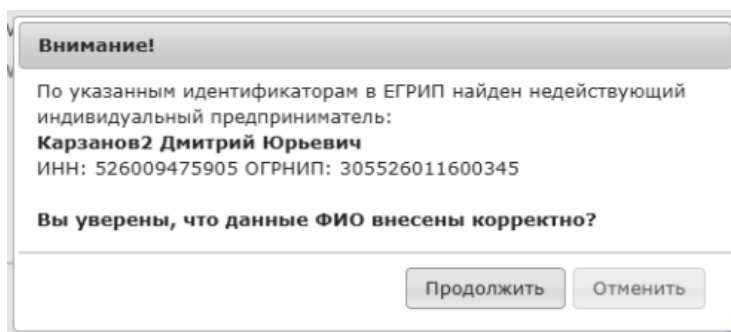 Внимание!
По указанным идентификаторам в ЕГРИП найден недействующий
индивидуальный предприниматель:
Карзанов2 Дмитрий Юрьевич
ИНН: 526009475905 ОГРНИП: 305526011600345
Вы уверены, что данные ФИО внесены корректно?
Продолжить
Отменить